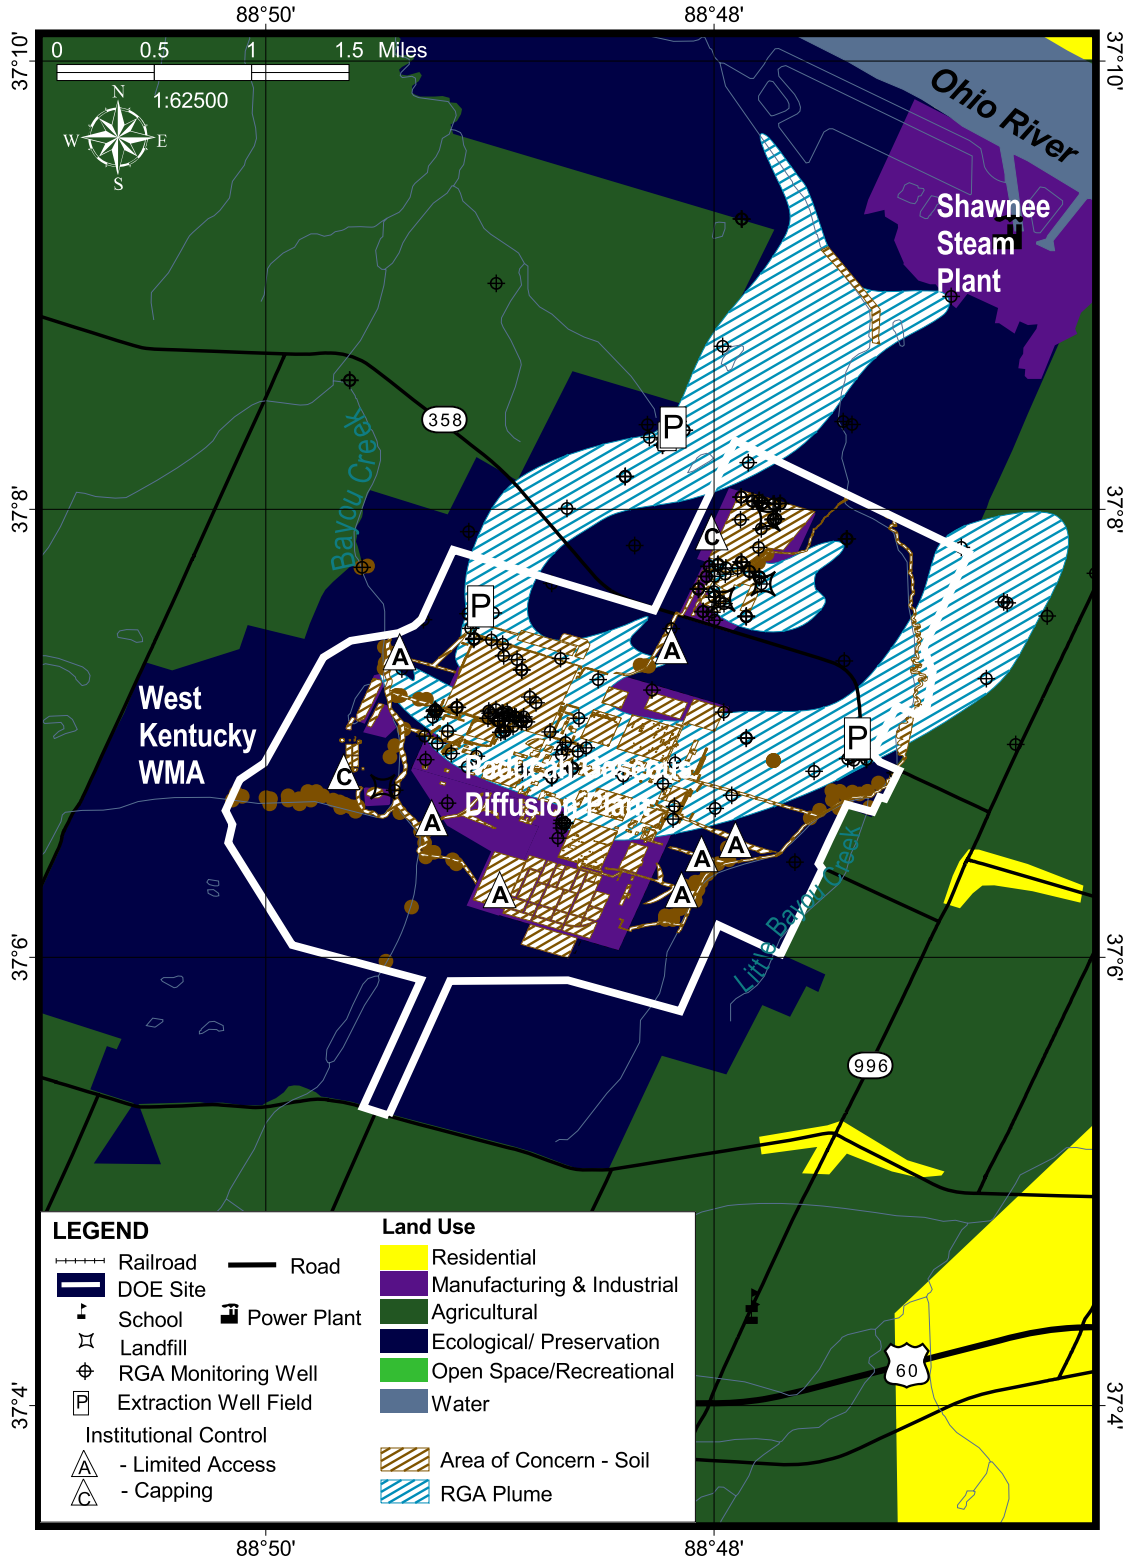 88°50'
88°48'
37°10'
37°10'
0
0.5
1
1.5
Miles
1:62500
N
W
E
S
Ohio River
Shawnee
Steam
Plant
358
Bayou Creek
P
37°8'
37°8'
C
P
A
A
West
Kentucky
WMA
P
C
Paducah Gaseous
Diffusion Plant
A
A
A
A
A
Little Bayou Creek
37°6'
37°6'
996
LEGEND
Railroad
Road
DOE Site
School
Power Plant
Landfill
RGA Monitoring Well
P
Extraction Well Field
Institutional Control
A
- Limited Access
C
- Capping
Land Use
Residential
Manufacturing & Industrial
Agricultural
Ecological/ Preservation
Open Space/Recreational
Water
Area of Concern - Soil
RGA Plume
60
37°4'
37°4'
88°50'
88°48'